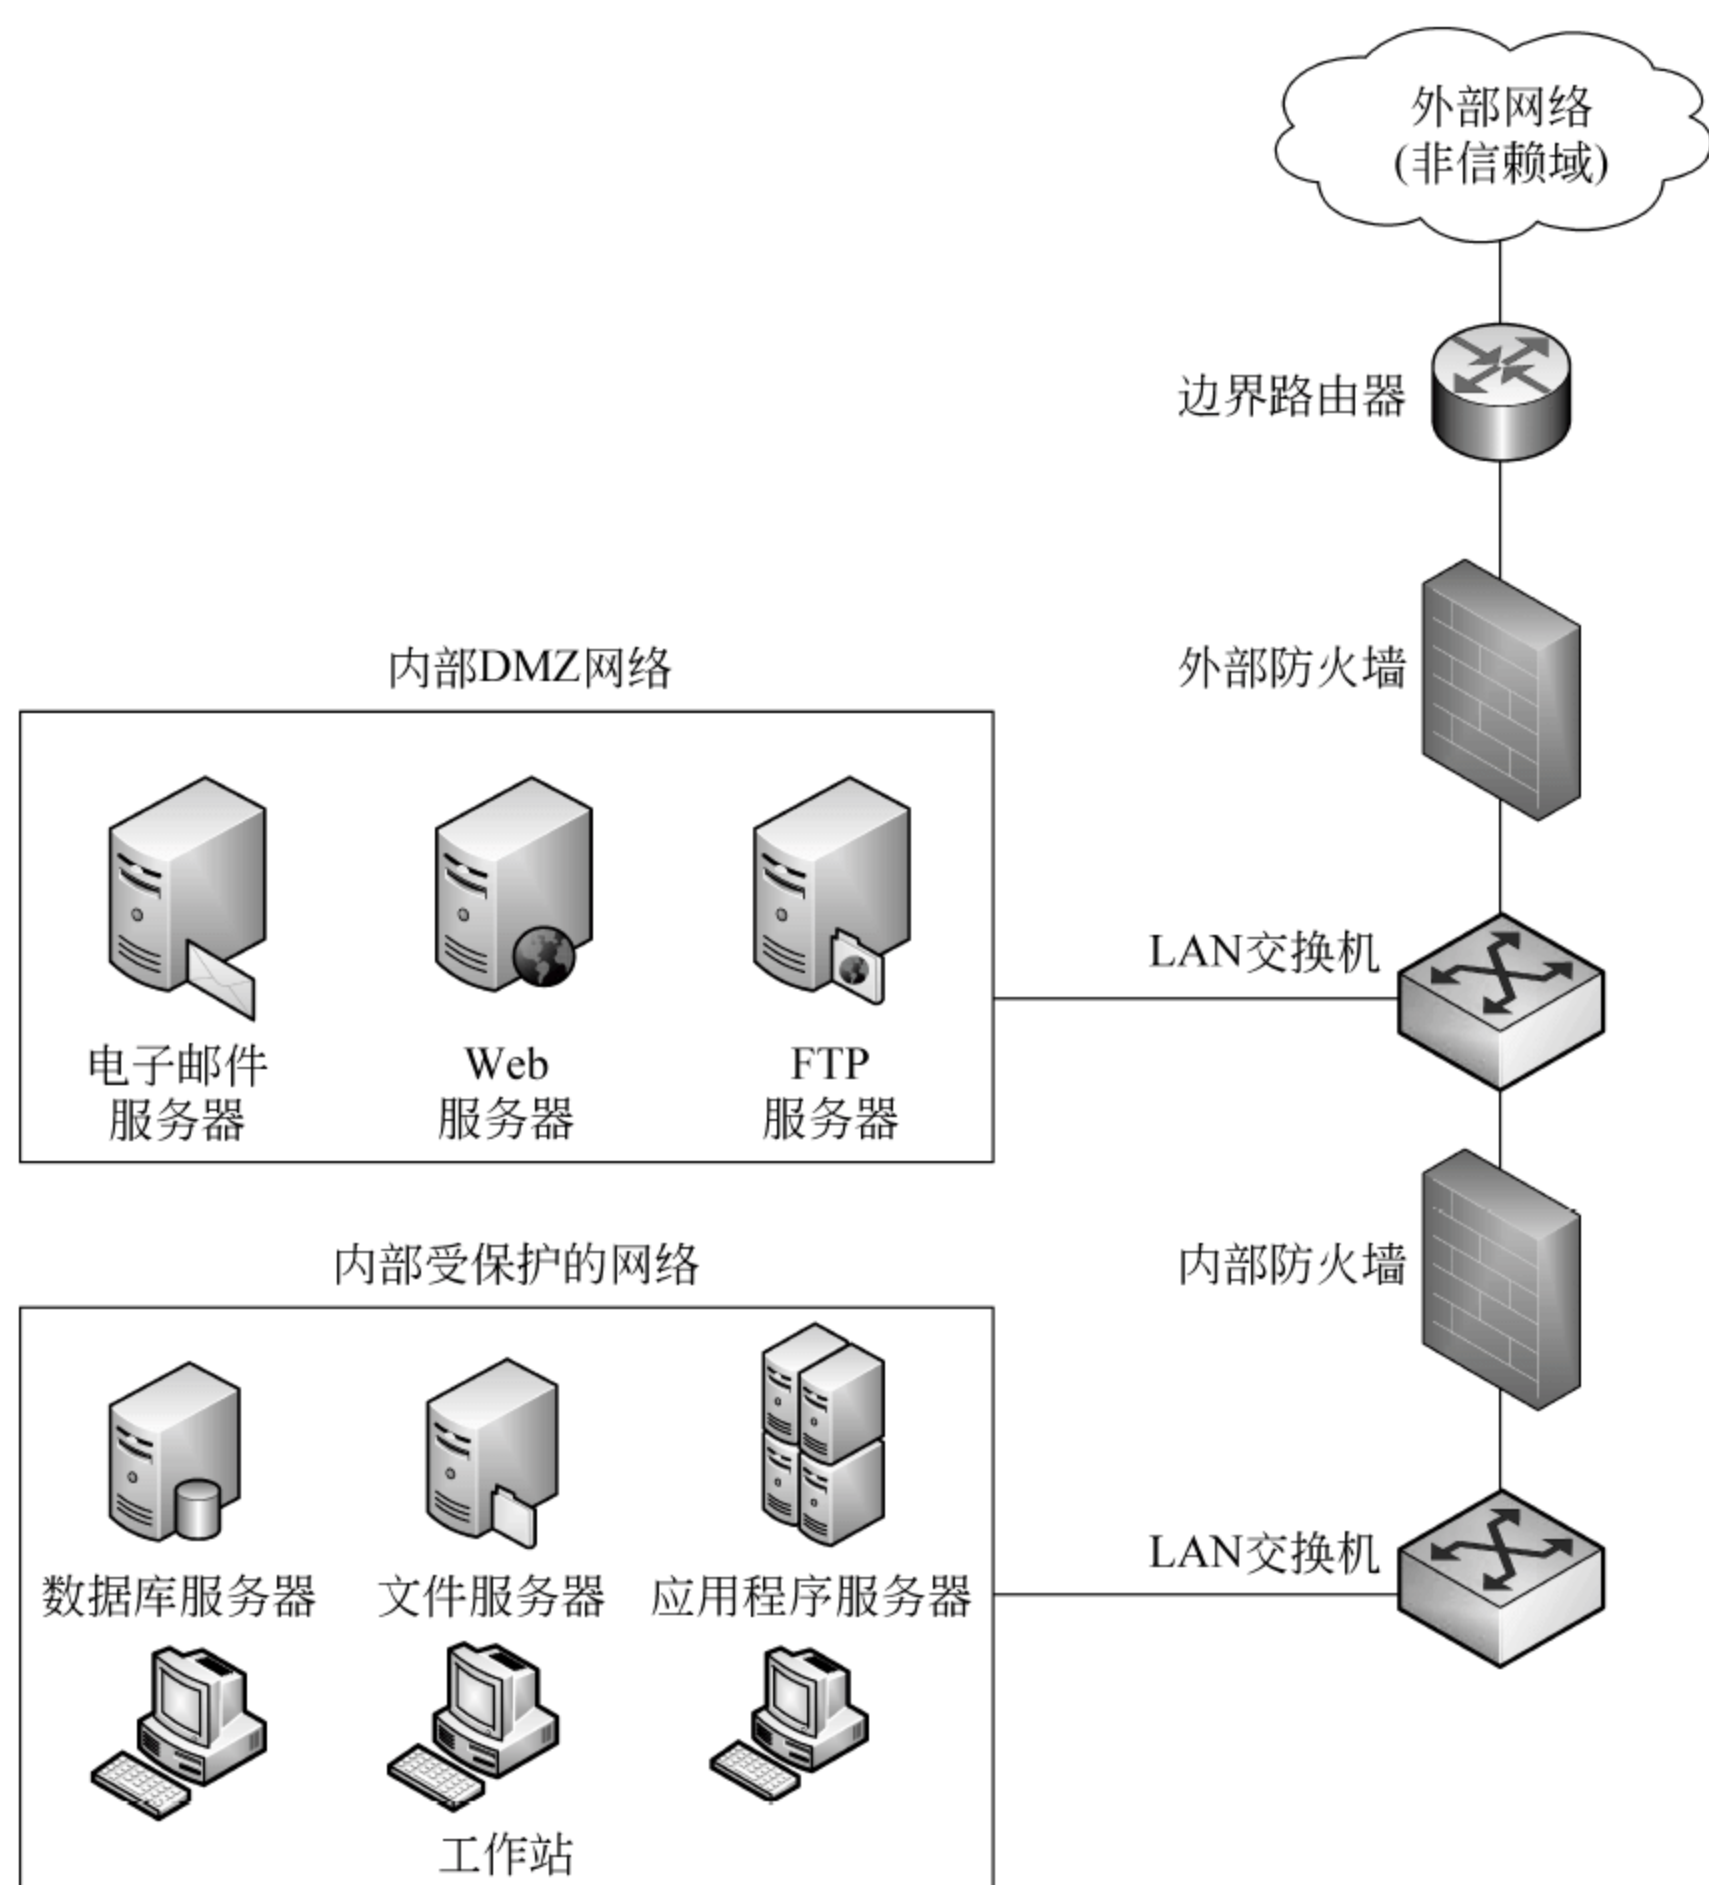 外部网络
(非信赖域)
边界路由器
外部防火墙
内部DMZ网络
LAN交换机
电子邮件
服务器
Web
服务器
FTP
服务器
内部防火墙
内部受保护的网络
LAN交换机
数据库服务器
文件服务器
应用程序服务器
工作站